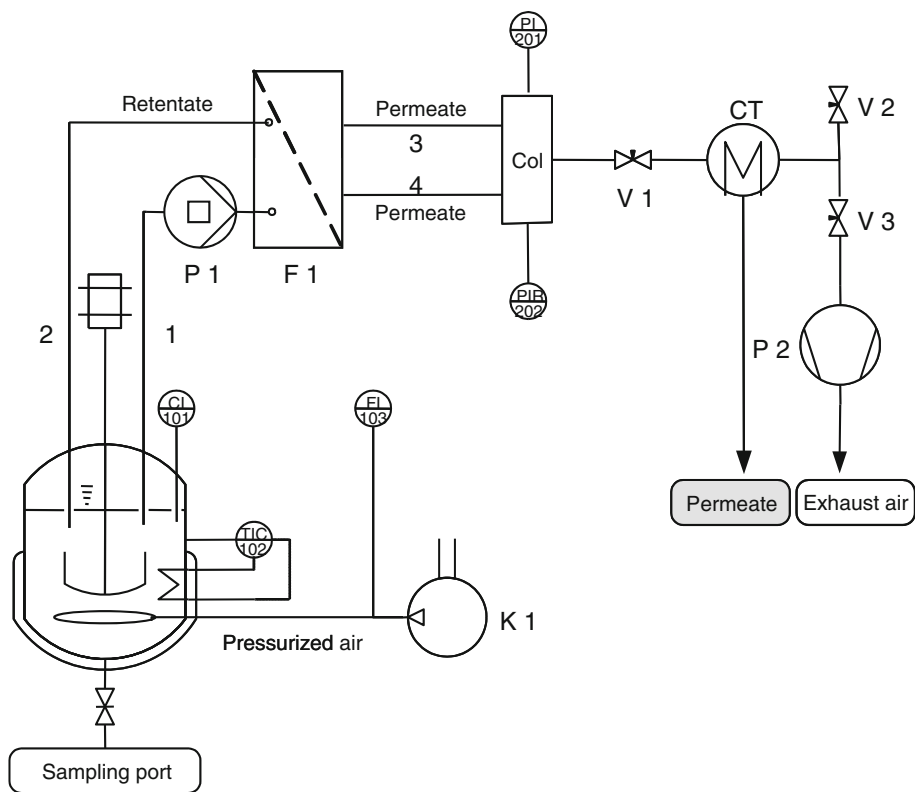 PI
201
Retentate
Permeate
3
Col
4
Permeate
CT
V 2
V 1
V 3
P 1
F 1
PIR
202
2
1
P 2
CI
101
FI
103
Permeate
Exhaust air
TIC
102
K 1
Pressurized air
Sampling port